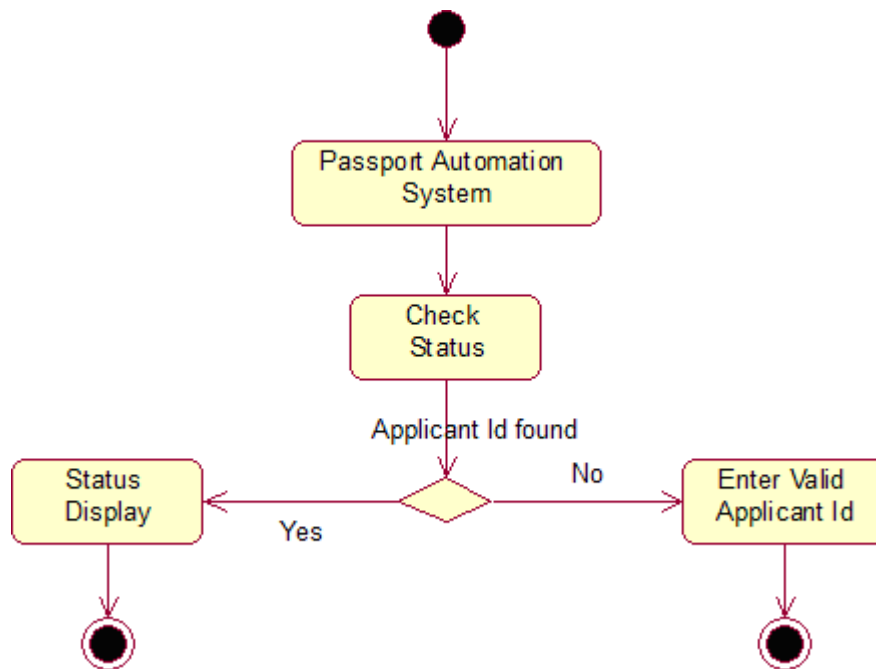 Passport Automation
System
Check
Status
Applicant Id found
Status
Display
Yes
No
Enter Valid
Applicant Id